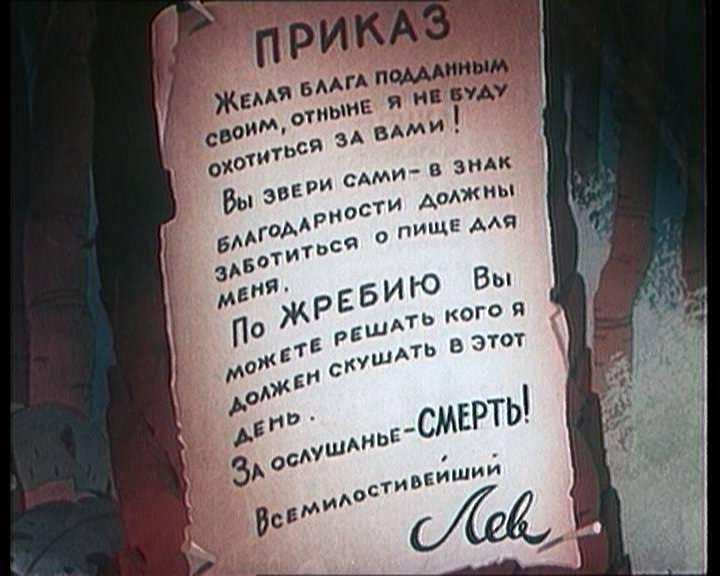 ПРИКАЗ
Желая блага подданным
своим, отныне я не буду
охотиться за вами!
Вы звери сами – в знак
благодарности должны
заботиться о пище для
меня.
По ЖРЕБИЮ Вы
можете решать кого я
должен скушать в этот
день.
За ослушанье – СМЕРТЬ!
Всемилостивейший
Лев